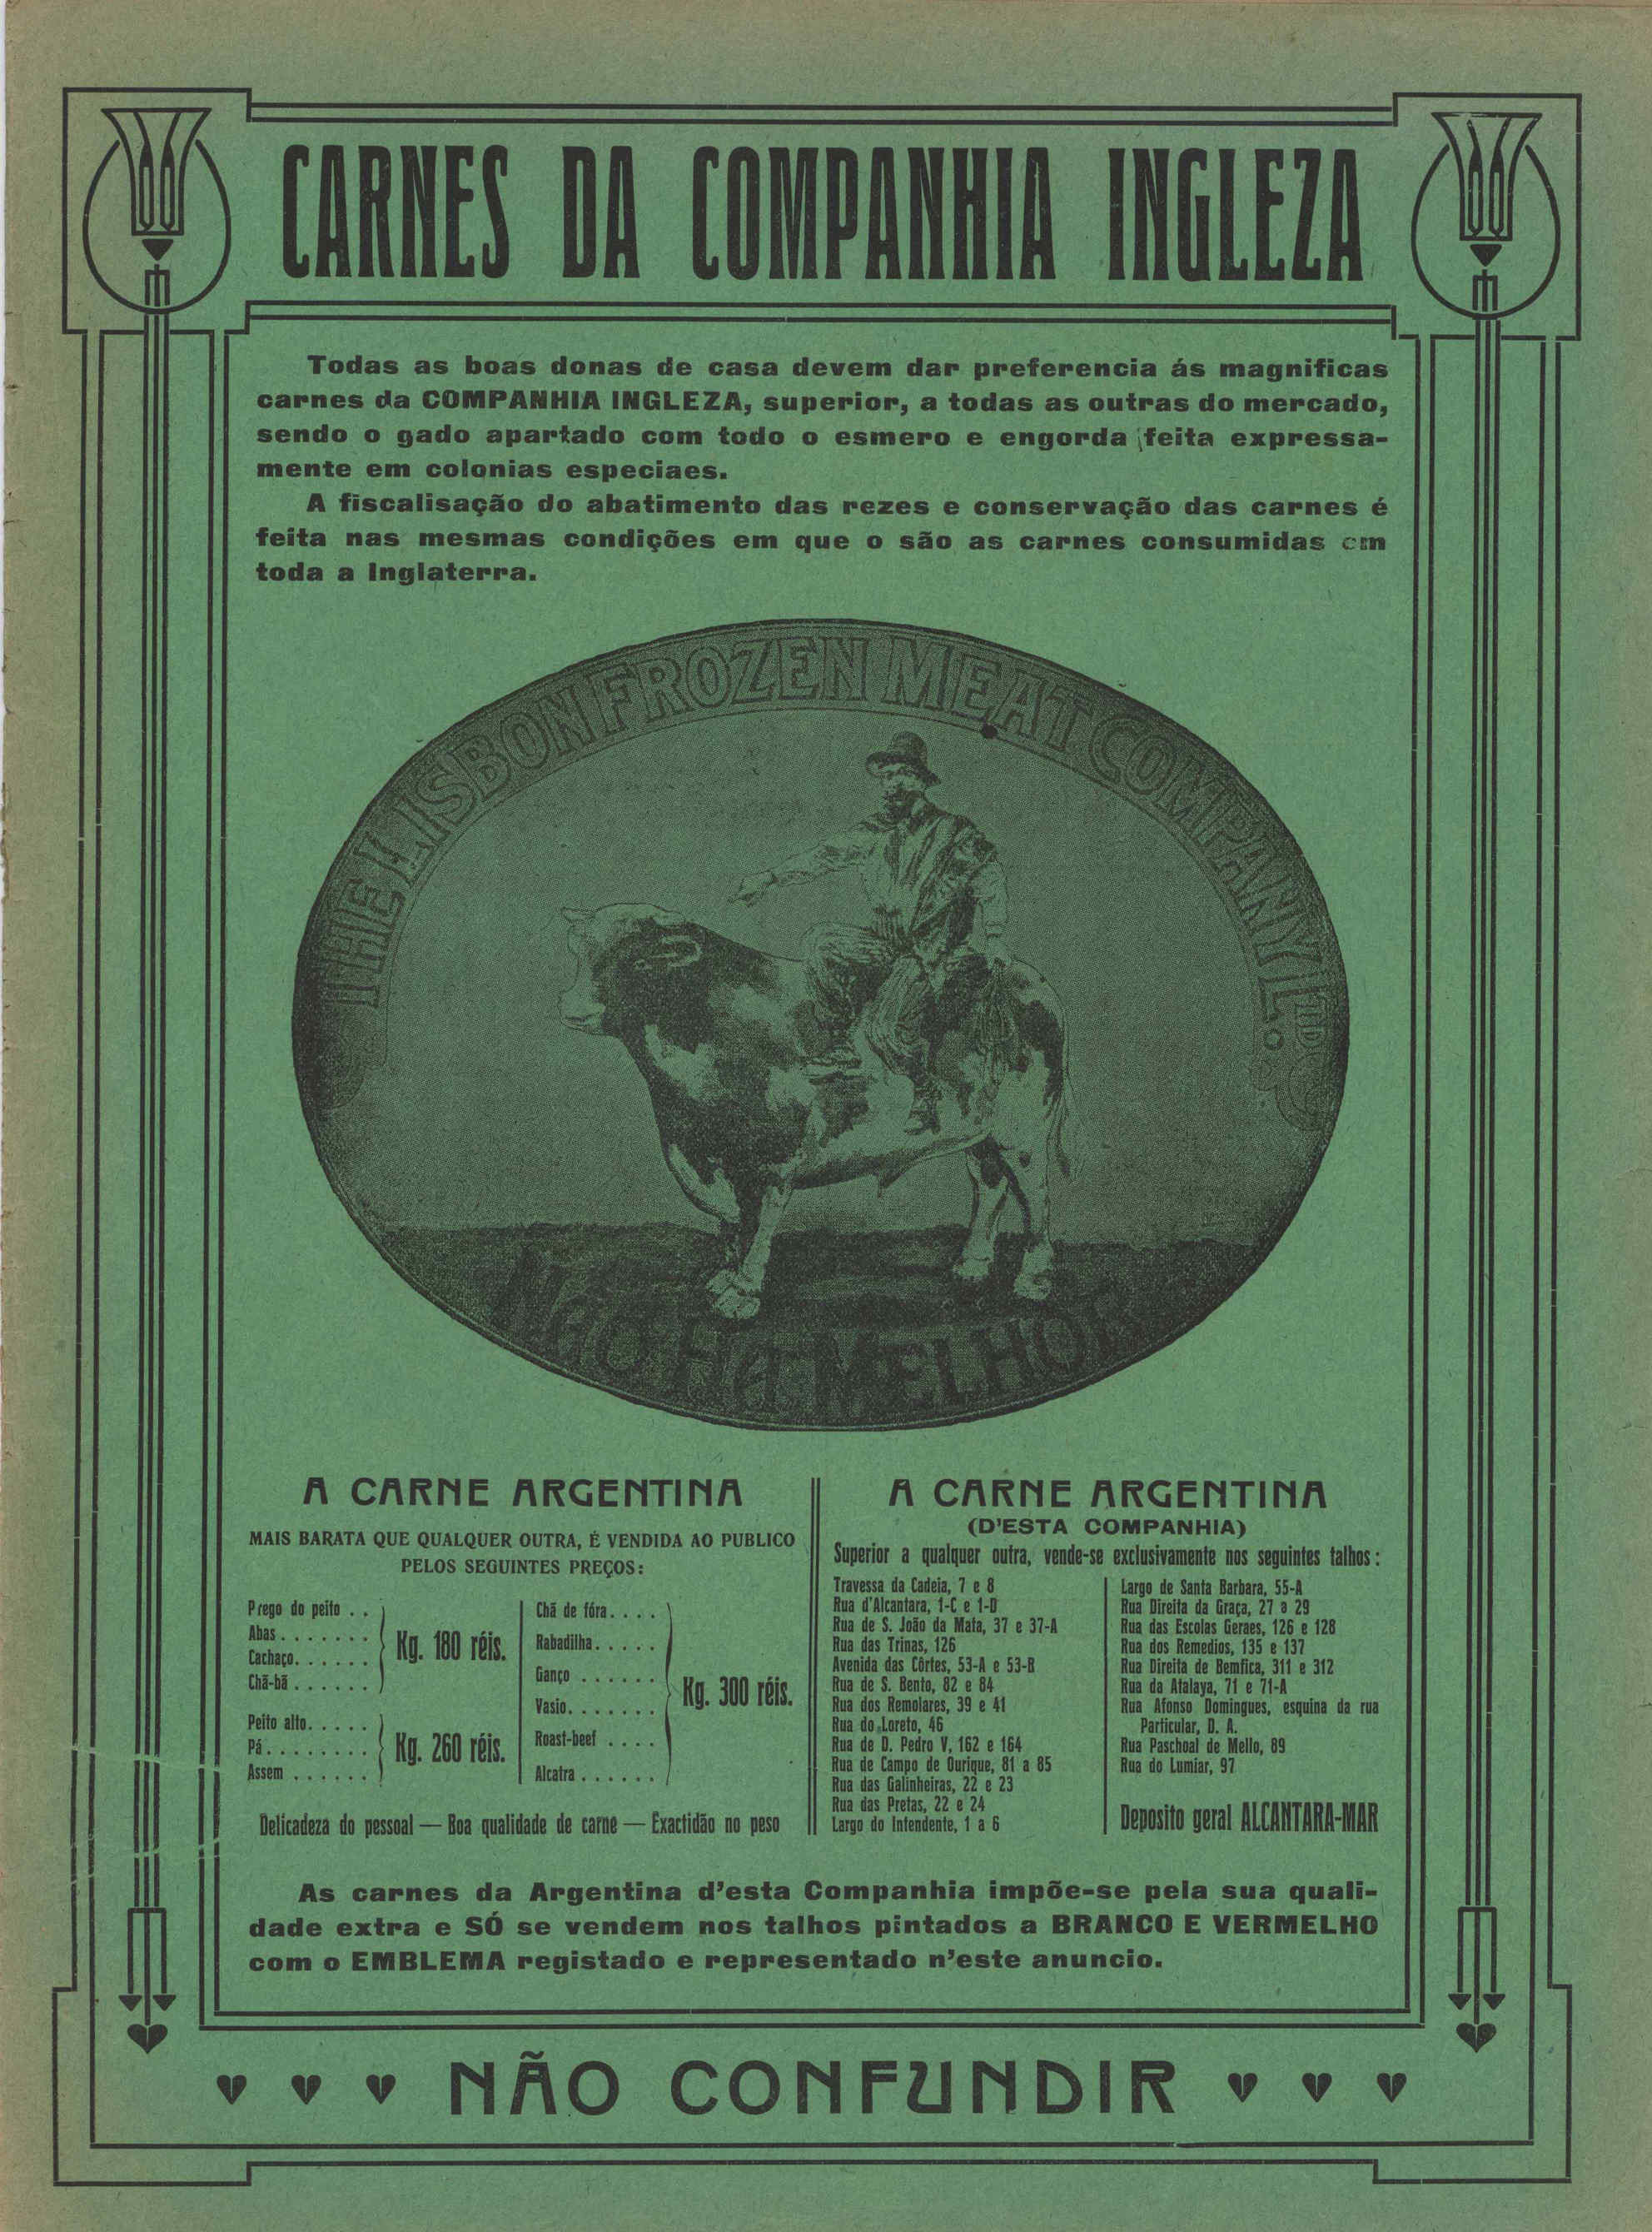 CARNES DA COMPANHIA INGLEZA
Todas as boas donas de casa devem dar preferencia ás magnificas
carnes da COMPANHIA INGLEZA, superior, a todas as outras do mercado,
sendo o gado apartado com todo o esmero e engorda feita expressa-
mente em colonias especiaes.
A fiscalisação do abatimento das rezes e conservação das carnes é
feita nas mesmas condições em que o são as carnes consumidas em
toda a Inglaterra.
THE LISBON FROZEN MEAT COMPANY LTD
NÃO HA MELHOR
A CARNE ARGENTINA
MAIS BARATA QUE QUALQUER OUTRA, É VENDIDA AO PUBLICO
PELOS SEGUINTES PREÇOS:
Prego do peito . .
Abas . . . . . . .
Cachaço. . . . . .
Chã-bã . . . . . .
Kg. 180 réis.
Peito alto. . . . .
Pá. . . . . . . .
Assem . . . . . .
Kg. 260 réis.
Chã de fóra. . . .
Rabadilha. . . . .
Ganço . . . . . .
Vasio. . . . . . .
Roast-beef . . . .
Alcatra . . . . . .
Kg. 300 réis.
Delicadeza do pessoal — Boa qualidade de carne — Exactidão no peso
A CARNE ARGENTINA
(D'ESTA COMPANHIA)
Superior a qualquer outra, vende-se exclusivamente nos seguintes talhos:
Travessa da Cadeia, 7 e 8
Rua d'Alcantara, 1-C e 1-D
Rua de S. João da Mata, 37 e 37-A
Rua das Trinas, 126
Avenida das Côrtes, 53-A e 53-B
Rua de S. Bento, 82 e 84
Rua dos Remolares, 39 e 41
Rua do Loreto, 46
Rua de D. Pedro V, 162 e 164
Rua de Campo de Ourique, 81 a 85
Rua das Galinheiras, 22 e 23
Rua das Pretas, 22 e 24
Largo do Intendente, 1 a 6
Largo de Santa Barbara, 55-A
Rua Direita da Graça, 27 a 29
Rua das Escolas Geraes, 126 e 128
Rua dos Remedios, 135 e 137
Rua Direita de Bemfica, 311 e 312
Rua da Atalaya, 71 e 71-A
Rua Afonso Domingues, esquina da rua
Particular, D. A.
Rua Paschoal de Mello, 89
Rua do Lumiar, 97
Deposito geral ALCANTARA-MAR
As carnes da Argentina d'esta Companhia impõe-se pela sua quali-
dade extra e SÓ se vendem nos talhos pintados a BRANCO E VERMELHO
com o EMBLEMA registado e representado n'este anuncio.
NÃO CONFUNDIR